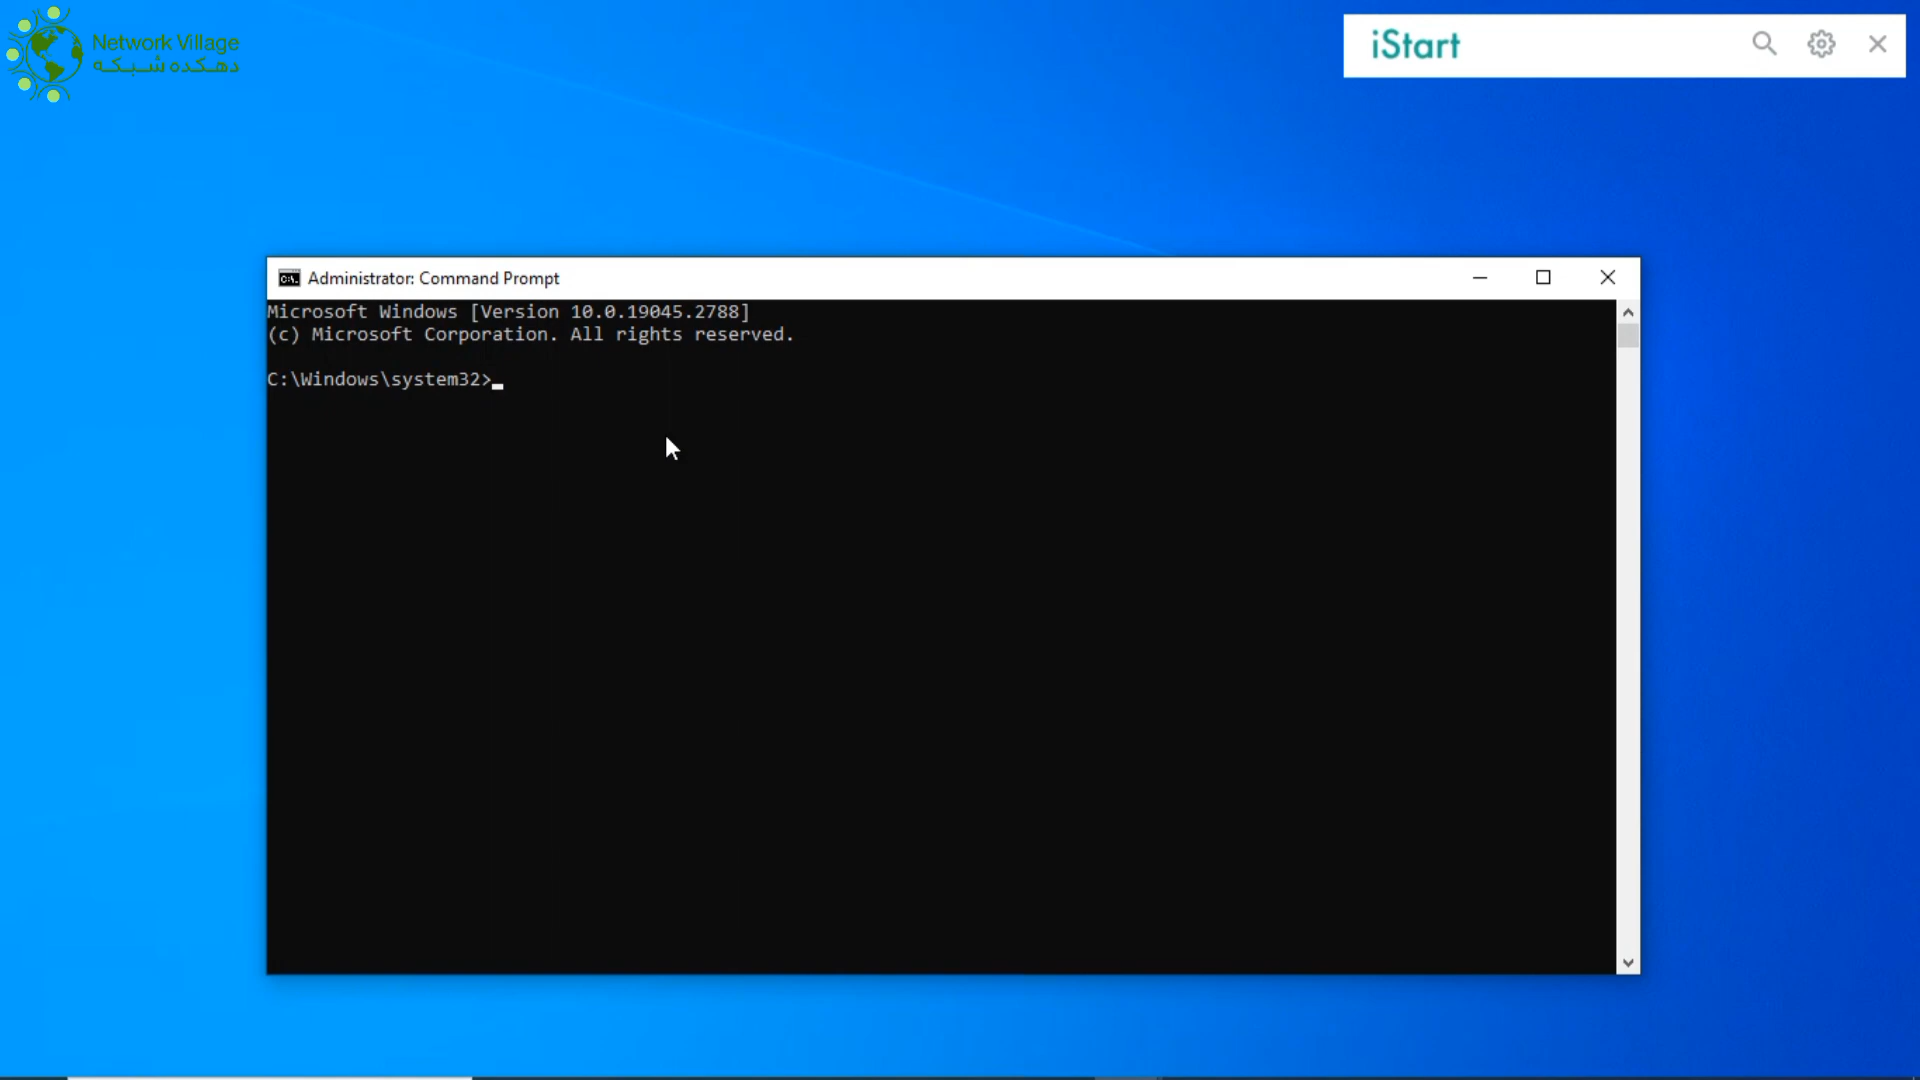 Network Village
دهکده شبکه
iStart
Administrator: Command Prompt
Microsoft Windows [Version 10.0.19045.2788]
(c) Microsoft Corporation. All rights reserved.
C:\Windows\system32>